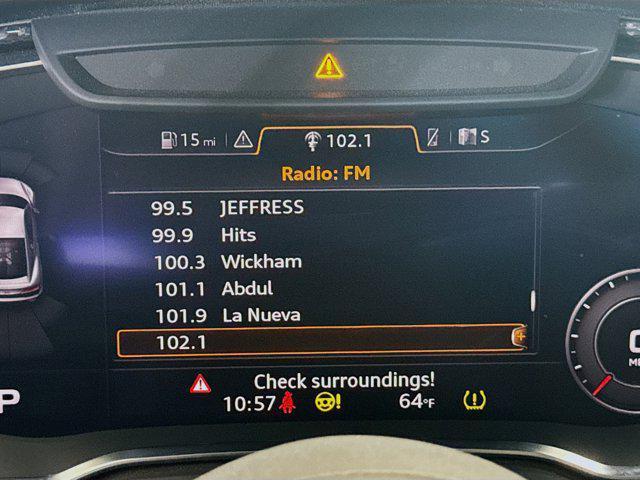 15 mi 102.1 S
Radio: FM
99.5 JEFFRESS
99.9 Hits
100.3 Wickham
101.1 Abdul
101.9 La Nueva
102.1
Check surroundings!
10:57 64°F
P